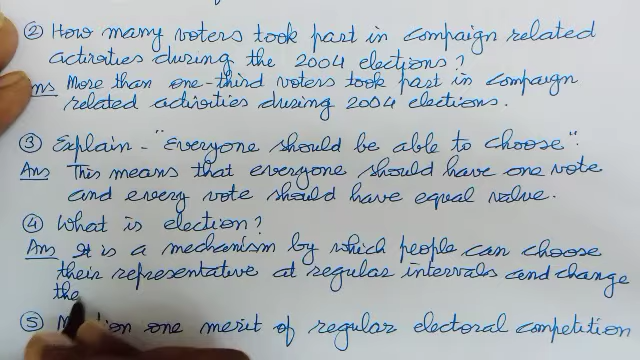 ② How many voters took part in campaign related
activities during the 2004 elections?
Ans More than one-third voters took part in campaign
related activities during 2004 elections.
③ Explain - "Everyone should be able to choose".
Ans This means that everyone should have one vote
and every vote should have equal value.
④ What is election?
Ans It is a mechanism by which people can choose
their representative at regular intervals and change
the
⑤ one merit of regular electoral competition